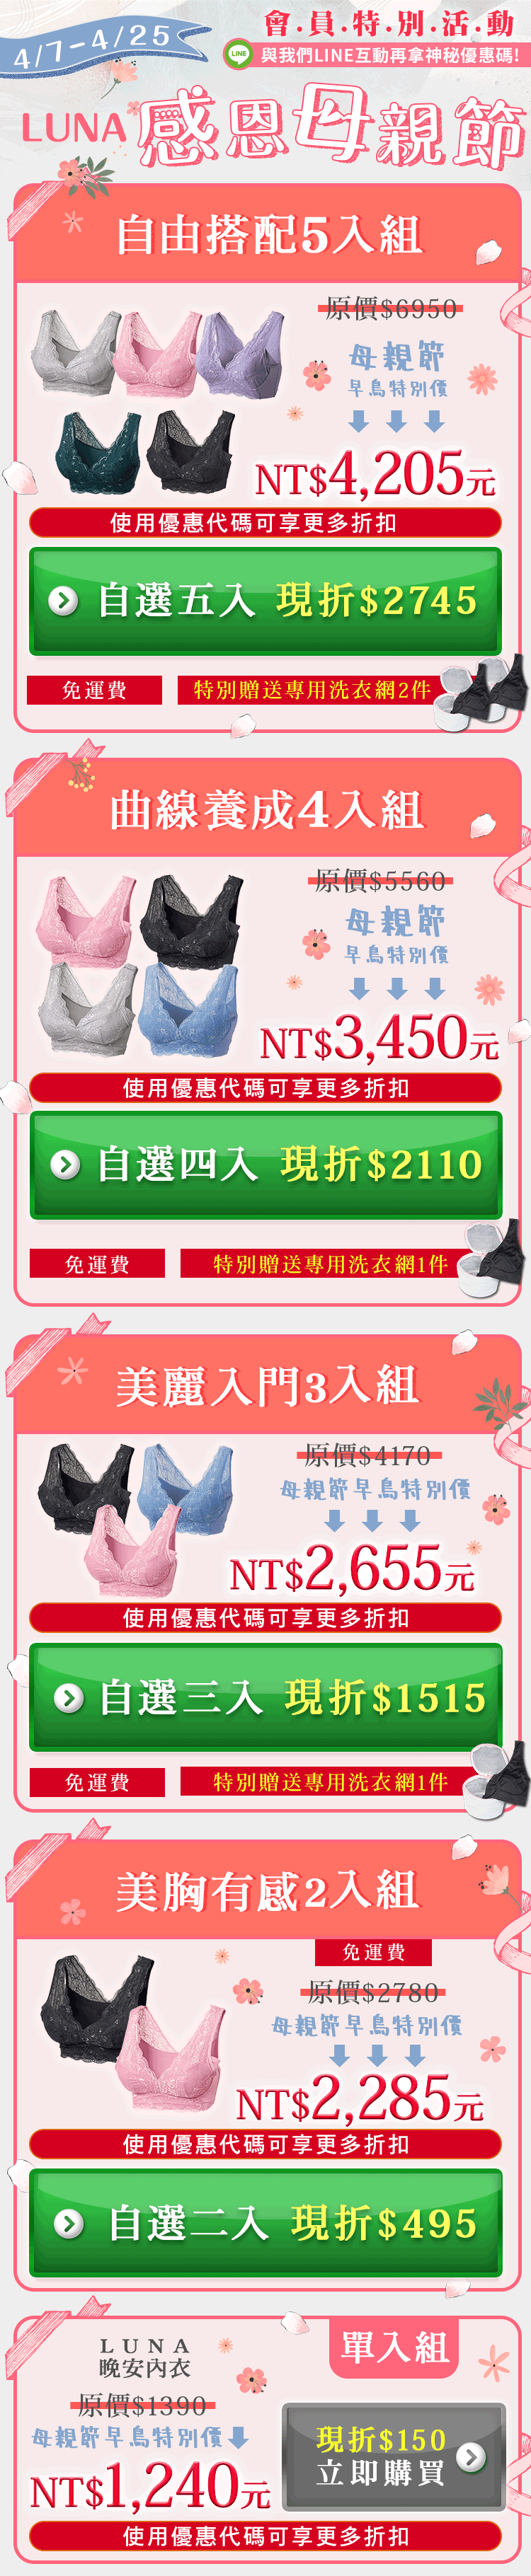 4/7-4/25
會.員.特.別.活.動
LINE
與我們LINE互動再拿神秘優惠碼!
LUNA感恩母親節
自由搭配5入組
原價$6950
母親節
早鳥特別價
NT$4,205元
使用優惠代碼可享更多折扣
自選五入 現折$2745
免運費
特別贈送專用洗衣網2件
曲線養成4入組
原價$5560
母親節
早鳥特別價
NT$3,450元
使用優惠代碼可享更多折扣
自選四入 現折$2110
免運費
特別贈送專用洗衣網1件
美麗入門3入組
原價$4170
母親節早鳥特別價
NT$2,655元
使用優惠代碼可享更多折扣
自選三入 現折$1515
免運費
特別贈送專用洗衣網1件
美胸有感2入組
免運費
原價$2780
母親節早鳥特別價
NT$2,285元
使用優惠代碼可享更多折扣
自選二入 現折$495
單入組
LUNA
晚安內衣
原價$1390
母親節早鳥特別價
NT$1,240元
現折$150
立即購買
使用優惠代碼可享更多折扣